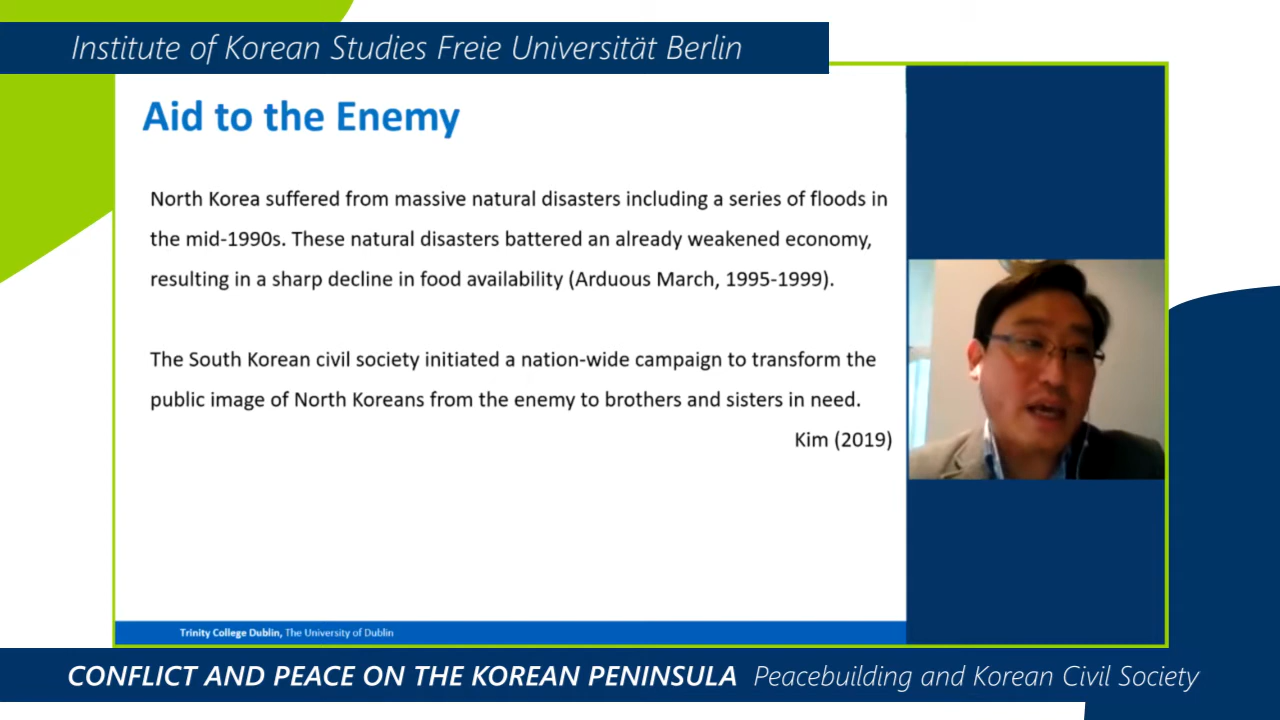 Institute of Korean Studies Freie Universität Berlin
Aid to the Enemy
North Korea suffered from massive natural disasters including a series of floods in
the mid-1990s. These natural disasters battered an already weakened economy,
resulting in a sharp decline in food availability (Arduous March, 1995-1999).
The South Korean civil society initiated a nation-wide campaign to transform the
public image of North Koreans from the enemy to brothers and sisters in need.
Kim (2019)
Trinity College Dublin, The University of Dublin
CONFLICT AND PEACE ON THE KOREAN PENINSULA Peacebuilding and Korean Civil Society